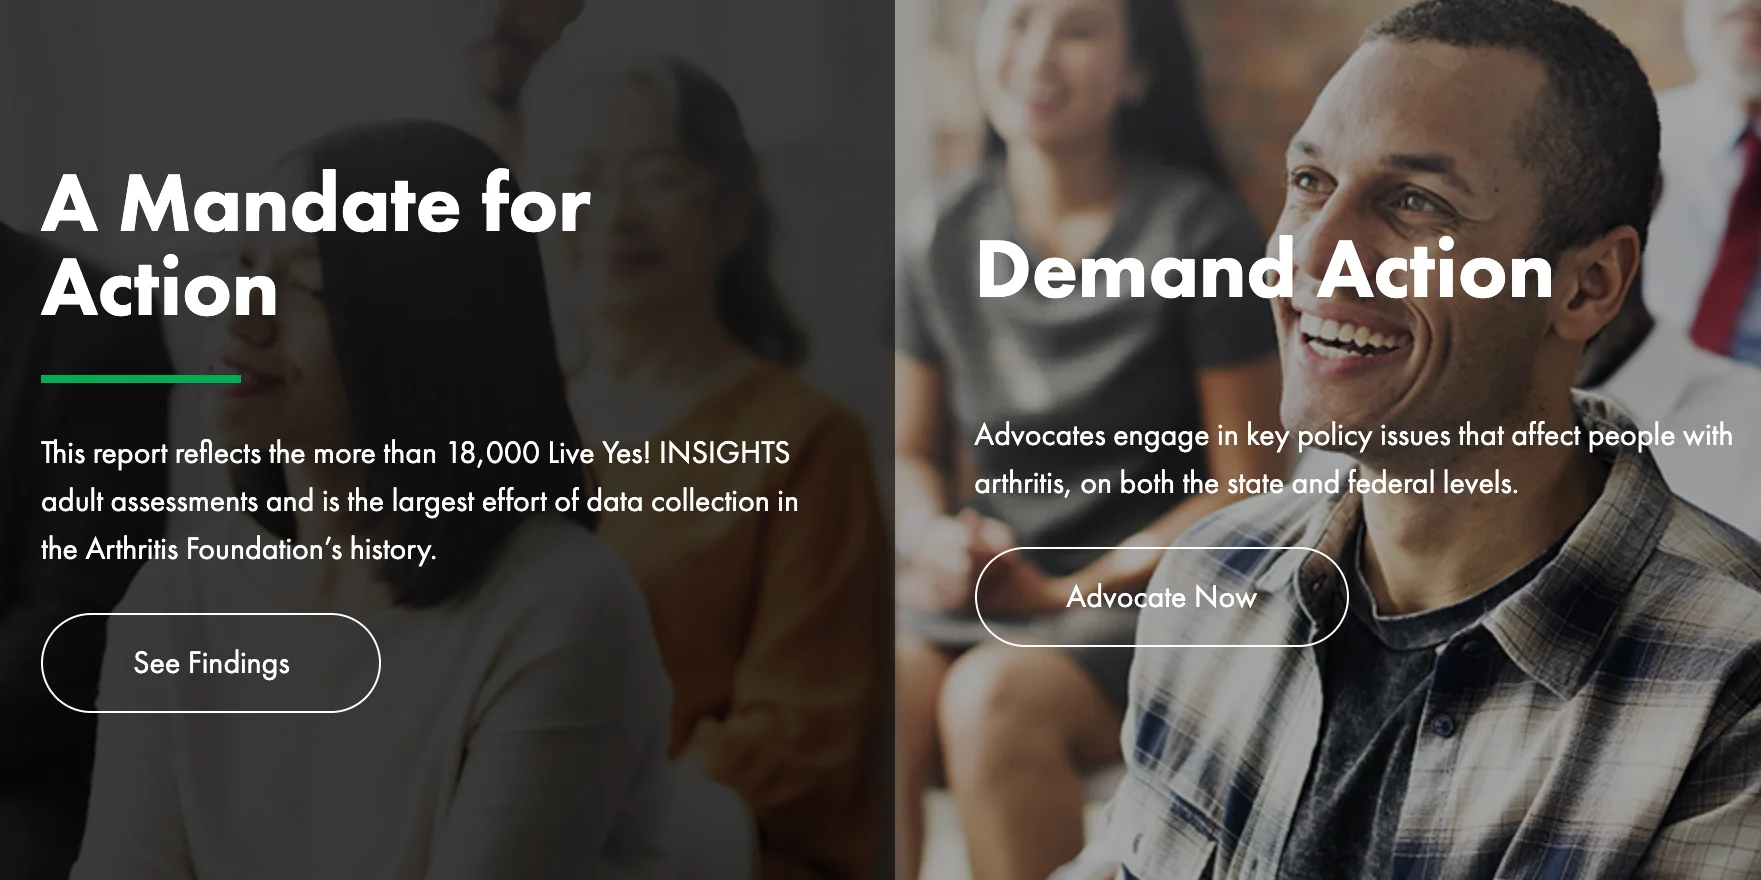 A Mandate for
Action
This report reflects the more than 18,000 Live Yes! INSIGHTS
adult assessments and is the largest effort of data collection in
the Arthritis Foundation’s history.
See Findings
Demand Action
Advocates engage in key policy issues that affect people with
arthritis, on both the state and federal levels.
Advocate Now